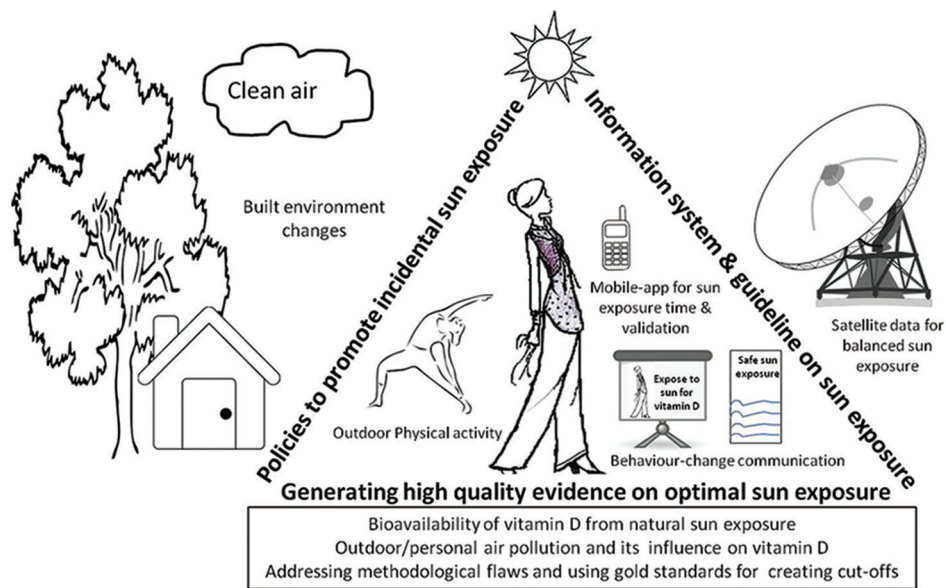 Clean air
Built environment
changes
Policies to promote incidental sun exposure
Information system & guideline on sun exposure
Mobile-app for sun
exposure time &
validation
Satellite data for
balanced sun
exposure
Outdoor Physical activity
Expose to
sun for
vitamin D
Safe sun
exposure
Behaviour-change communication
Generating high quality evidence on optimal sun exposure
Bioavailability of vitamin D from natural sun exposure
Outdoor/personal air pollution and its influence on vitamin D
Addressing methodological flaws and using gold standards for creating cut-offs